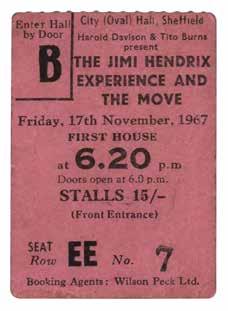 Enter Hall
by Door
B
City (Oval) Hall, Sheffield
Harold Davison & Tito Burns
present
THE JIMI HENDRIX
EXPERIENCE AND
THE MOVE
Friday, 17th November, 1967
FIRST HOUSE
at 6.20 p.m
Doors open at 6.0 p.m.
STALLS 15/-
(Front Entrance)
SEAT
Row EE No. 7
Booking Agents : Wilson Peck Ltd.